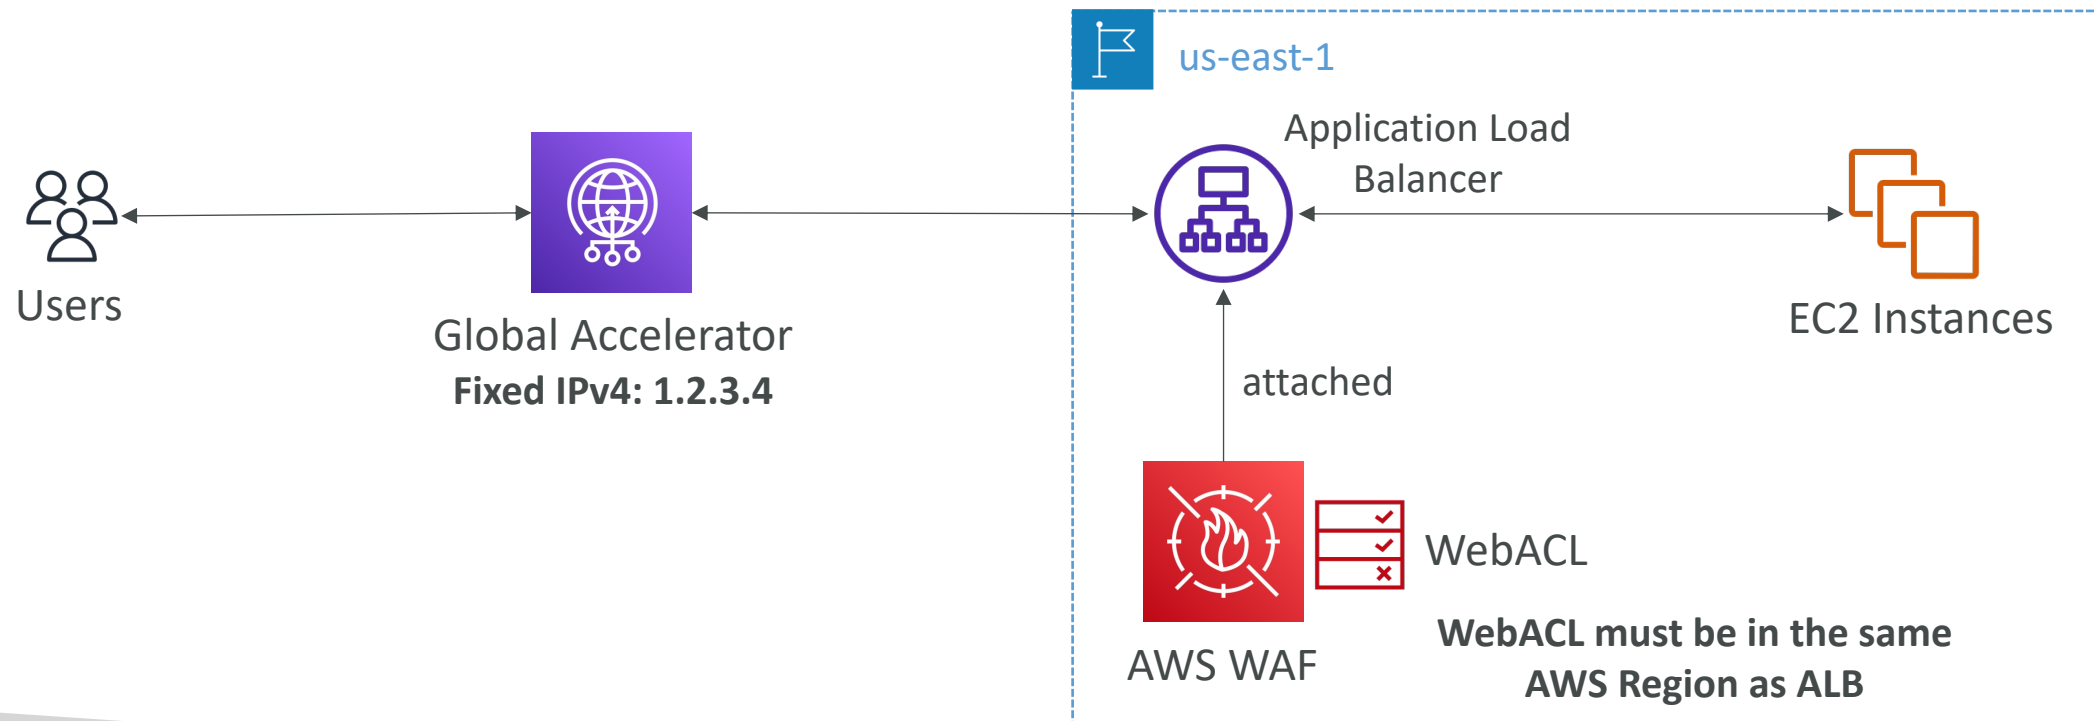 us-east-1
Application Load
Balancer
Users
Global Accelerator
Fixed IPv4: 1.2.3.4
EC2 Instances
attached
WebACL
AWS WAF
WebACL must be in the same
AWS Region as ALB